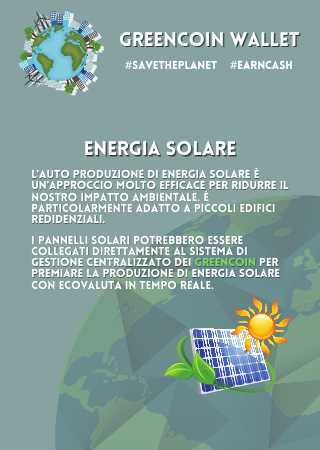 GREENCOIN WALLET
#SAVETHEPLANET #EARNCASH
ENERGIA SOLARE
L'AUTO PRODUZIONE DI ENERGIA SOLARE È
UN'APPROCCIO MOLTO EFFICACE PER RIDURRE IL
NOSTRO IMPATTO AMBIENTALE. È
PARTICOLARMENTE ADATTO A PICCOLI EDIFICI
REDIDENZIALI.
I PANNELLI SOLARI POTREBBERO ESSERE
COLLEGATI DIRETTAMENTE AL SISTEMA DI
GESTIONE CENTRALIZZATO DEI GREENCOIN PER
PREMIARE LA PRODUZIONE DI ENERGIA SOLARE
CON ECOVALUTA IN TEMPO REALE.